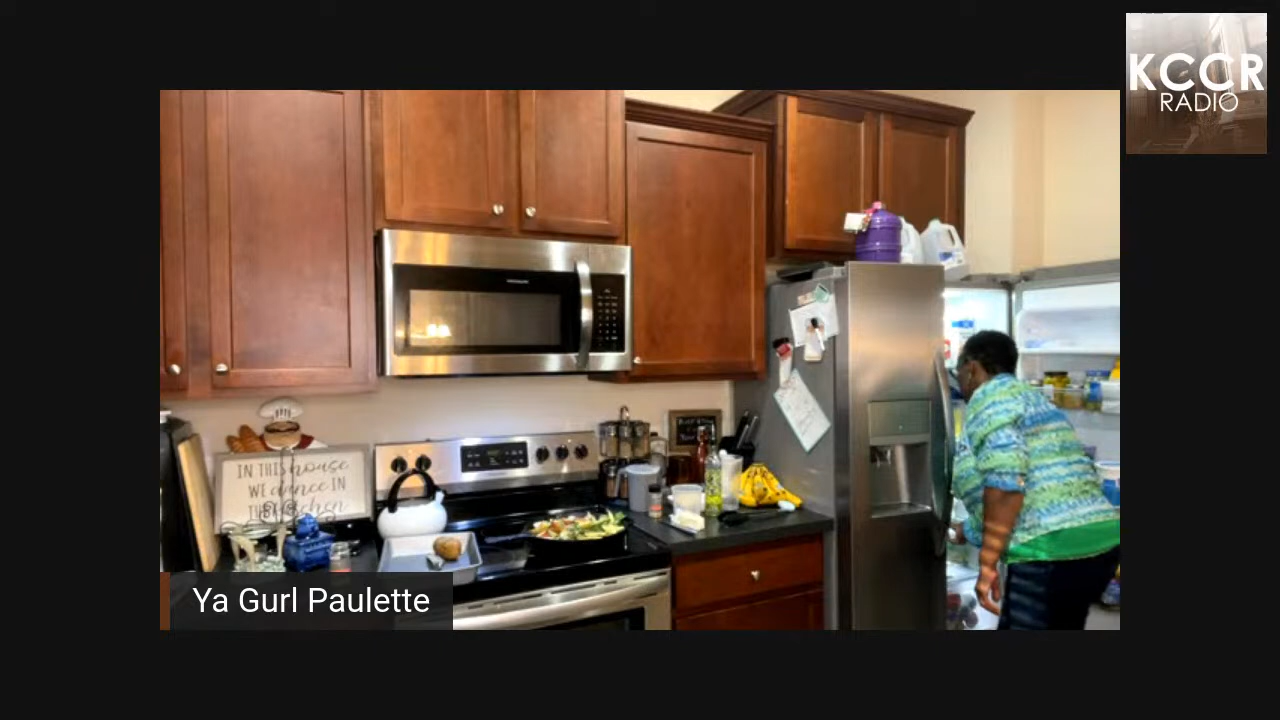 KCCR
RADIO
IN THIS house
WE dance IN
THE kitchen
Ya Gurl Paulette